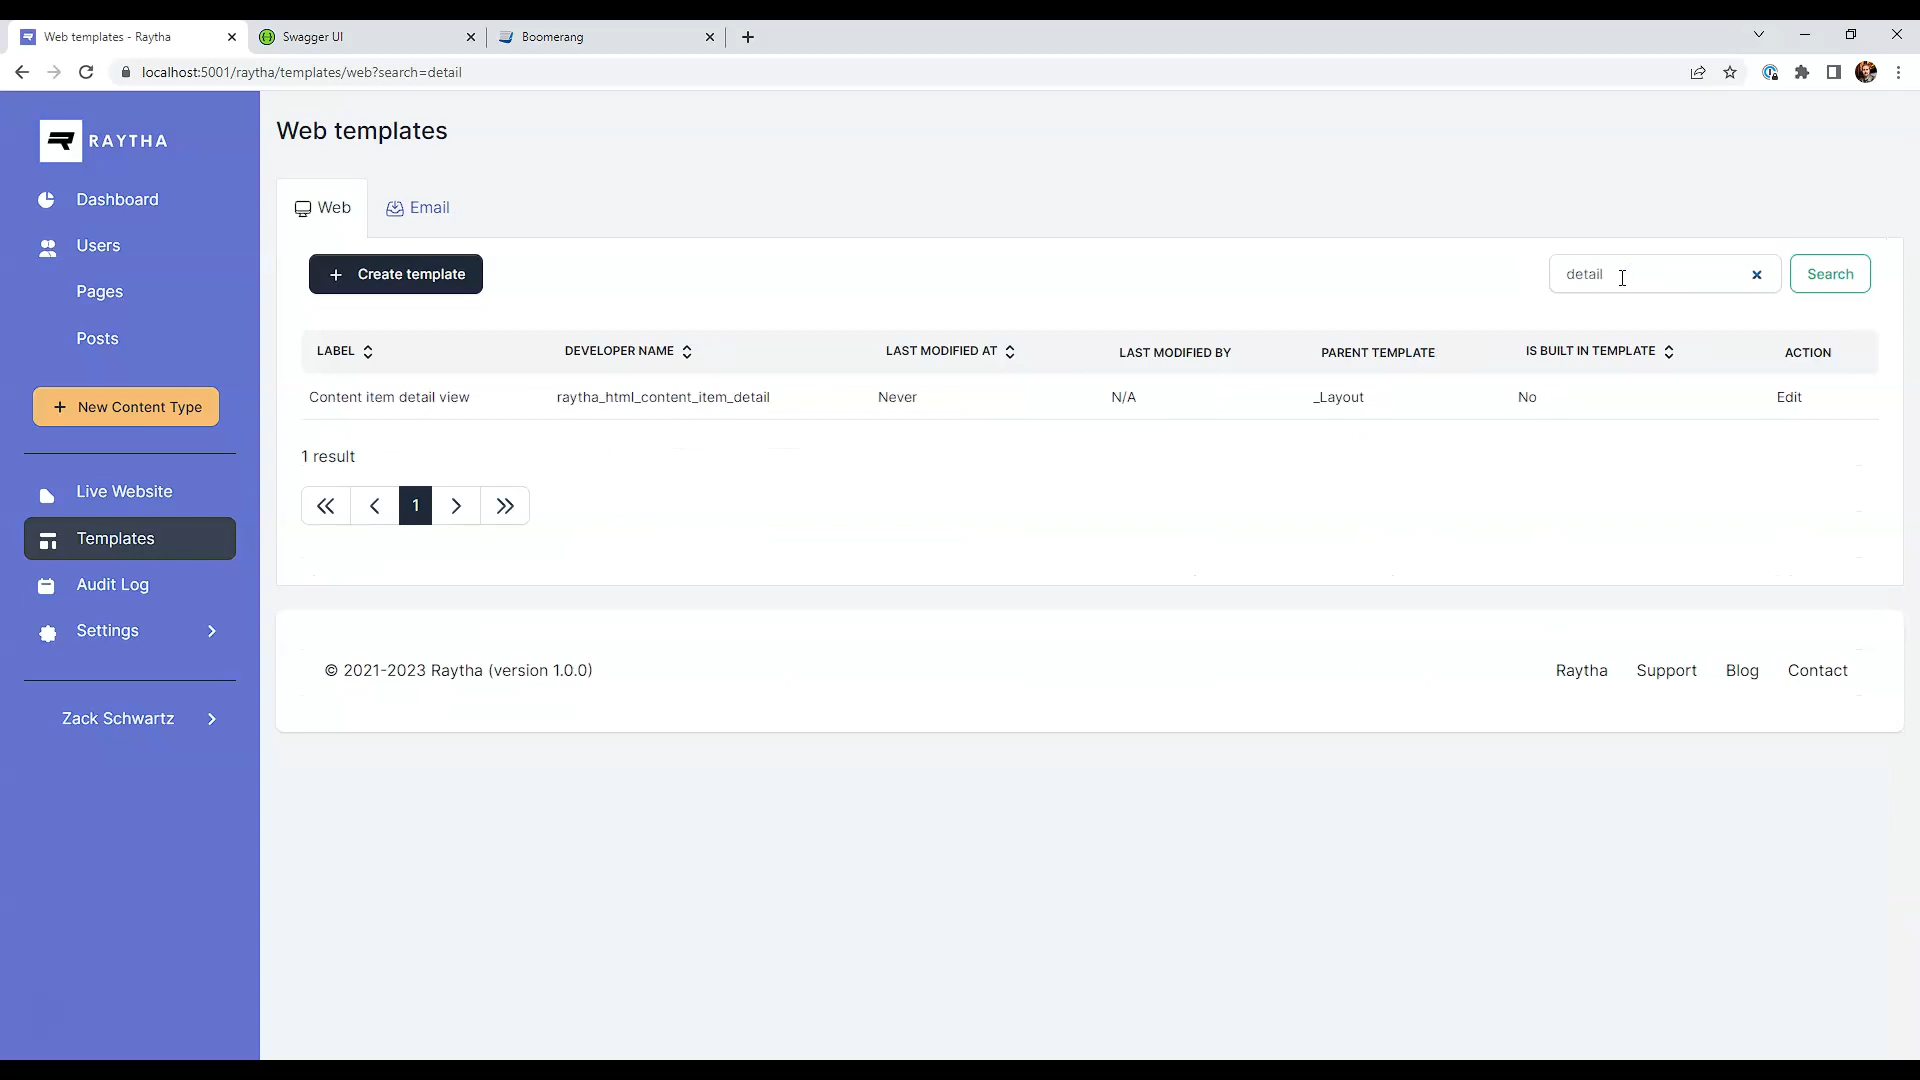 Web templates - Raytha
Swagger UI
Boomerang
localhost:5001/raytha/templates/web?search=detail
RAYTHA
Dashboard
Users
Pages
Posts
+ New Content Type
Live Website
Templates
Audit Log
Settings
Zack Schwartz
Web templates
Web
Email
+ Create template
detail
Search
LABEL DEVELOPER NAME LAST MODIFIED AT LAST MODIFIED BY PARENT TEMPLATE IS BUILT IN TEMPLATE ACTION
Content item detail view raytha_html_content_item_detail Never N/A _Layout No Edit
1 result
1
© 2021-2023 Raytha (version 1.0.0)
Raytha Support Blog Contact